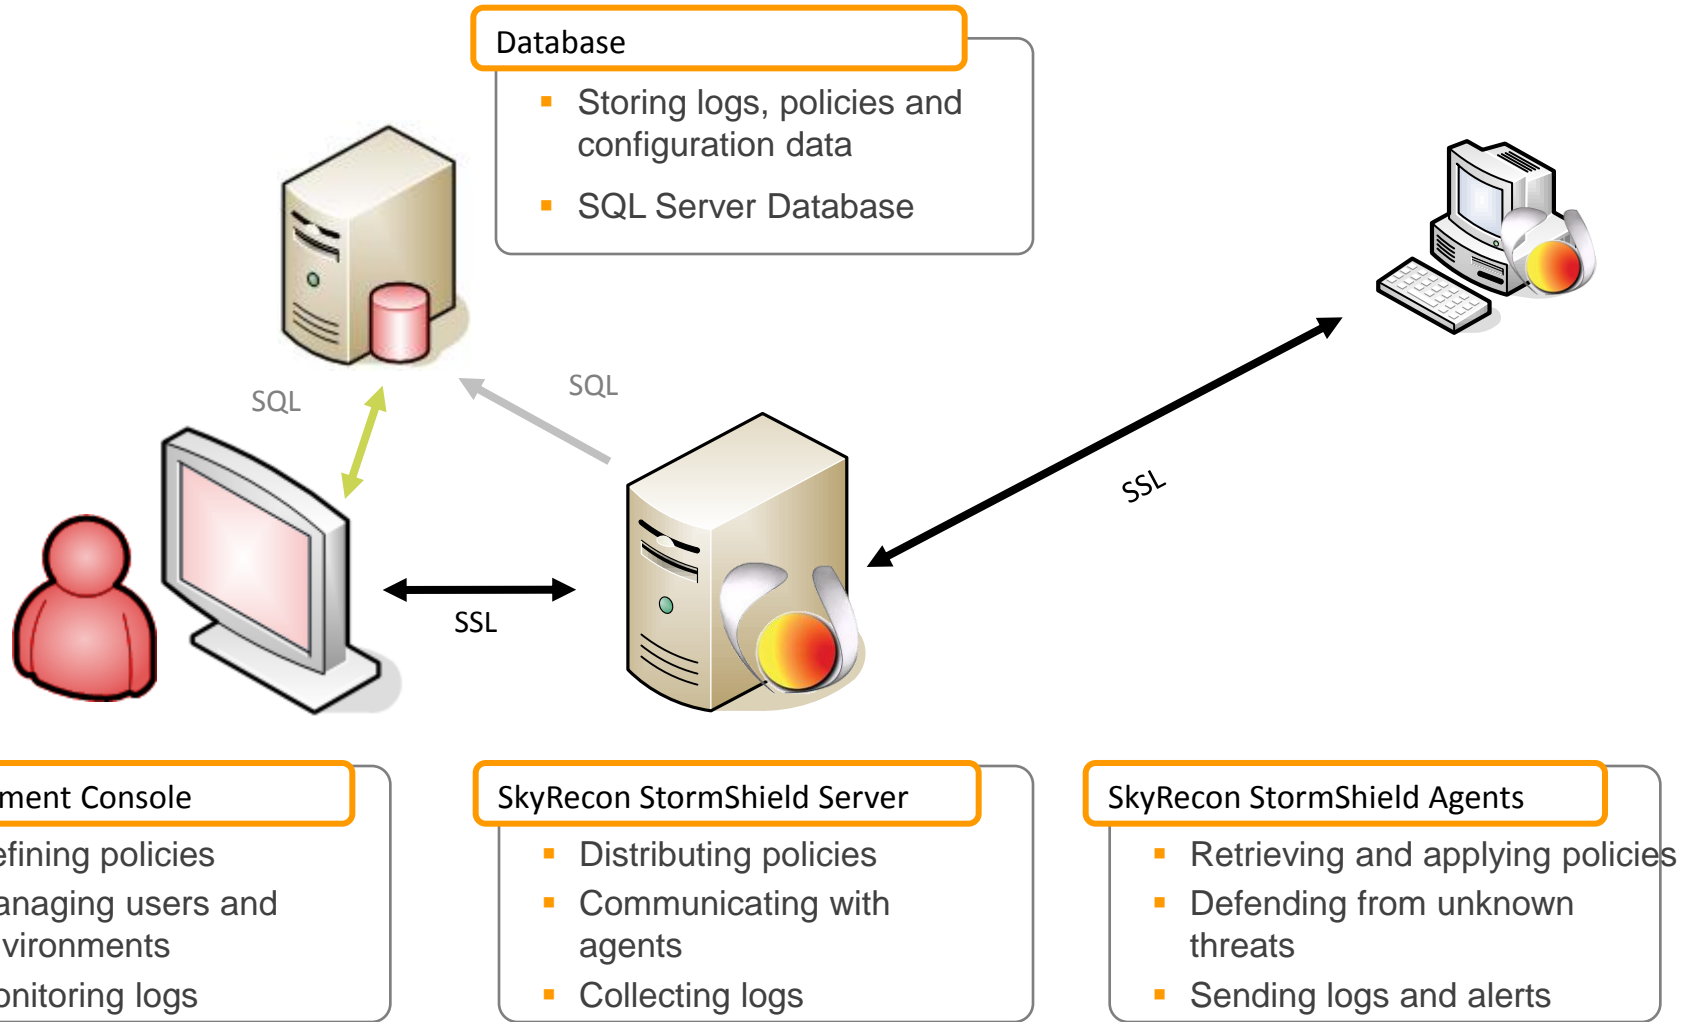 Database
Storing logs, policies and
configuration data
SQL Server Database
SQL
SQL
SSL
SSL
ment Console
efining policies
anaging users and
vironments
onitoring logs
SkyRecon StormShield Server
Distributing policies
Communicating with
agents
Collecting logs
SkyRecon StormShield Agents
Retrieving and applying policies
Defending from unknown
threats
Sending logs and alerts